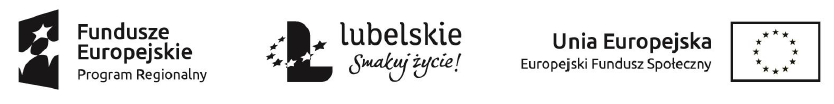 Fundusze
Europejskie
Program Regionalny
lubelskie
Smakuj życie!
Unia Europejska
Europejski Fundusz Społeczny